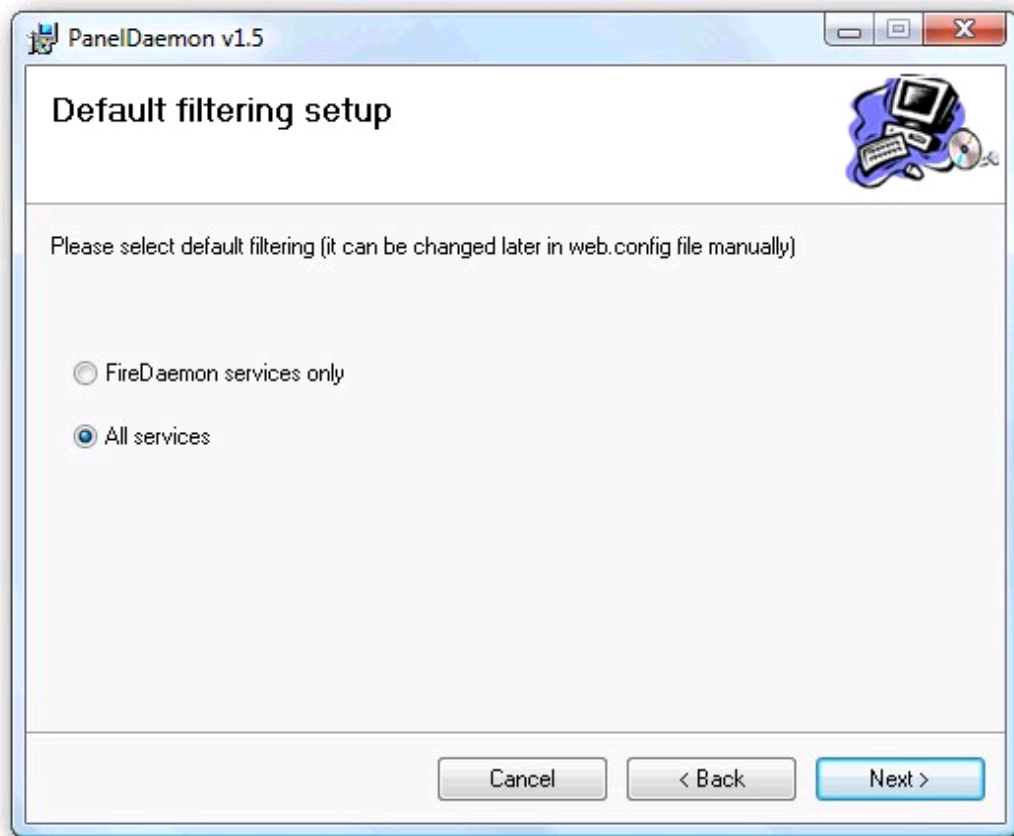 PanelDaemon v1.5
Default filtering setup
Please select default filtering (it can be changed later in web.config file manually)
FireDaemon services only
All services
Cancel
< Back
Next >